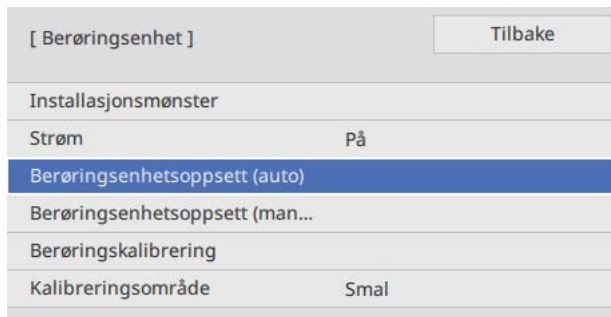 [ Berøringsenhet ] Tilbake
Installasjonsmønster
Strøm På
Berøringsenhetsoppsett (auto)
Berøringsenhetsoppsett (man...
Berøringskalibrering
Kalibreringsområde Smal